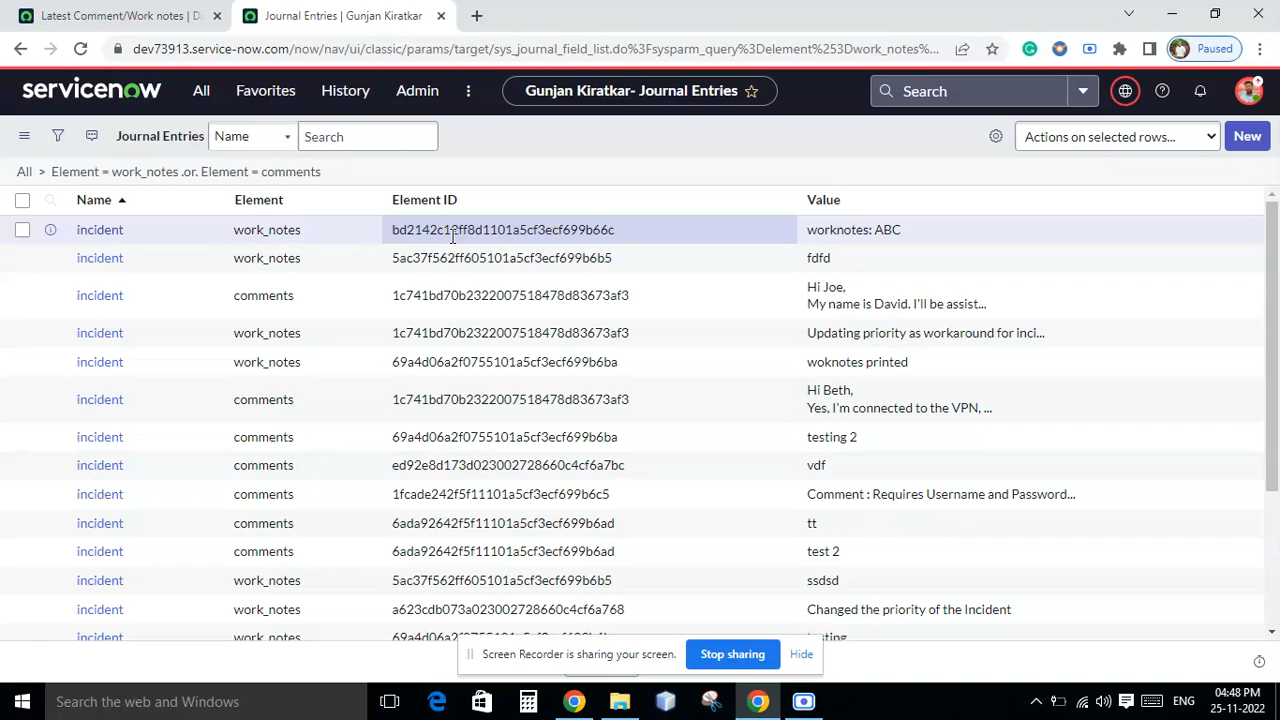 Latest Comment/Work notes | D
Journal Entries | Gunjan Kiratkar
dev73913.service-now.com/now/nav/ui/classic/params/target/sys_journal_field_list.do%3Fsysparm_query%3Delement%253Dwork_notes%...
Paused
servicenow
All
Favorites
History
Admin
Gunjan Kiratkar- Journal Entries
Search
Journal Entries
Name
Search
Actions on selected rows...
New
All > Element = work_notes .or. Element = comments
Name Element Element ID Value
incident work_notes bd2142c12ff8d1101a5cf3ecf699b66c worknotes: ABC
incident work_notes 5ac37f562ff605101a5cf3ecf699b6b5 fdfd
incident comments 1c741bd70b2322007518478d83673af3 Hi Joe,
My name is David. I'll be assist...
incident work_notes 1c741bd70b2322007518478d83673af3 Updating priority as workaround for inci...
incident work_notes 69a4d06a2f0755101a5cf3ecf699b6ba woknotes printed
incident comments 1c741bd70b2322007518478d83673af3 Hi Beth,
Yes, I'm connected to the VPN, ...
incident comments 69a4d06a2f0755101a5cf3ecf699b6ba testing 2
incident comments ed92e8d173d023002728660c4cf6a7bc vdf
incident comments 1fcade242f5f11101a5cf3ecf699b6c5 Comment : Requires Username and Password...
incident comments 6ada92642f5f11101a5cf3ecf699b6ad tt
incident comments 6ada92642f5f11101a5cf3ecf699b6ad test 2
incident work_notes 5ac37f562ff605101a5cf3ecf699b6b5 ssdsd
incident work_notes a623cdb073a023002728660c4cf6a768 Changed the priority of the Incident
incident work_notes
Screen Recorder is sharing your screen.
Stop sharing
Hide
Search the web and Windows
ENG
04:48 PM
25-11-2022